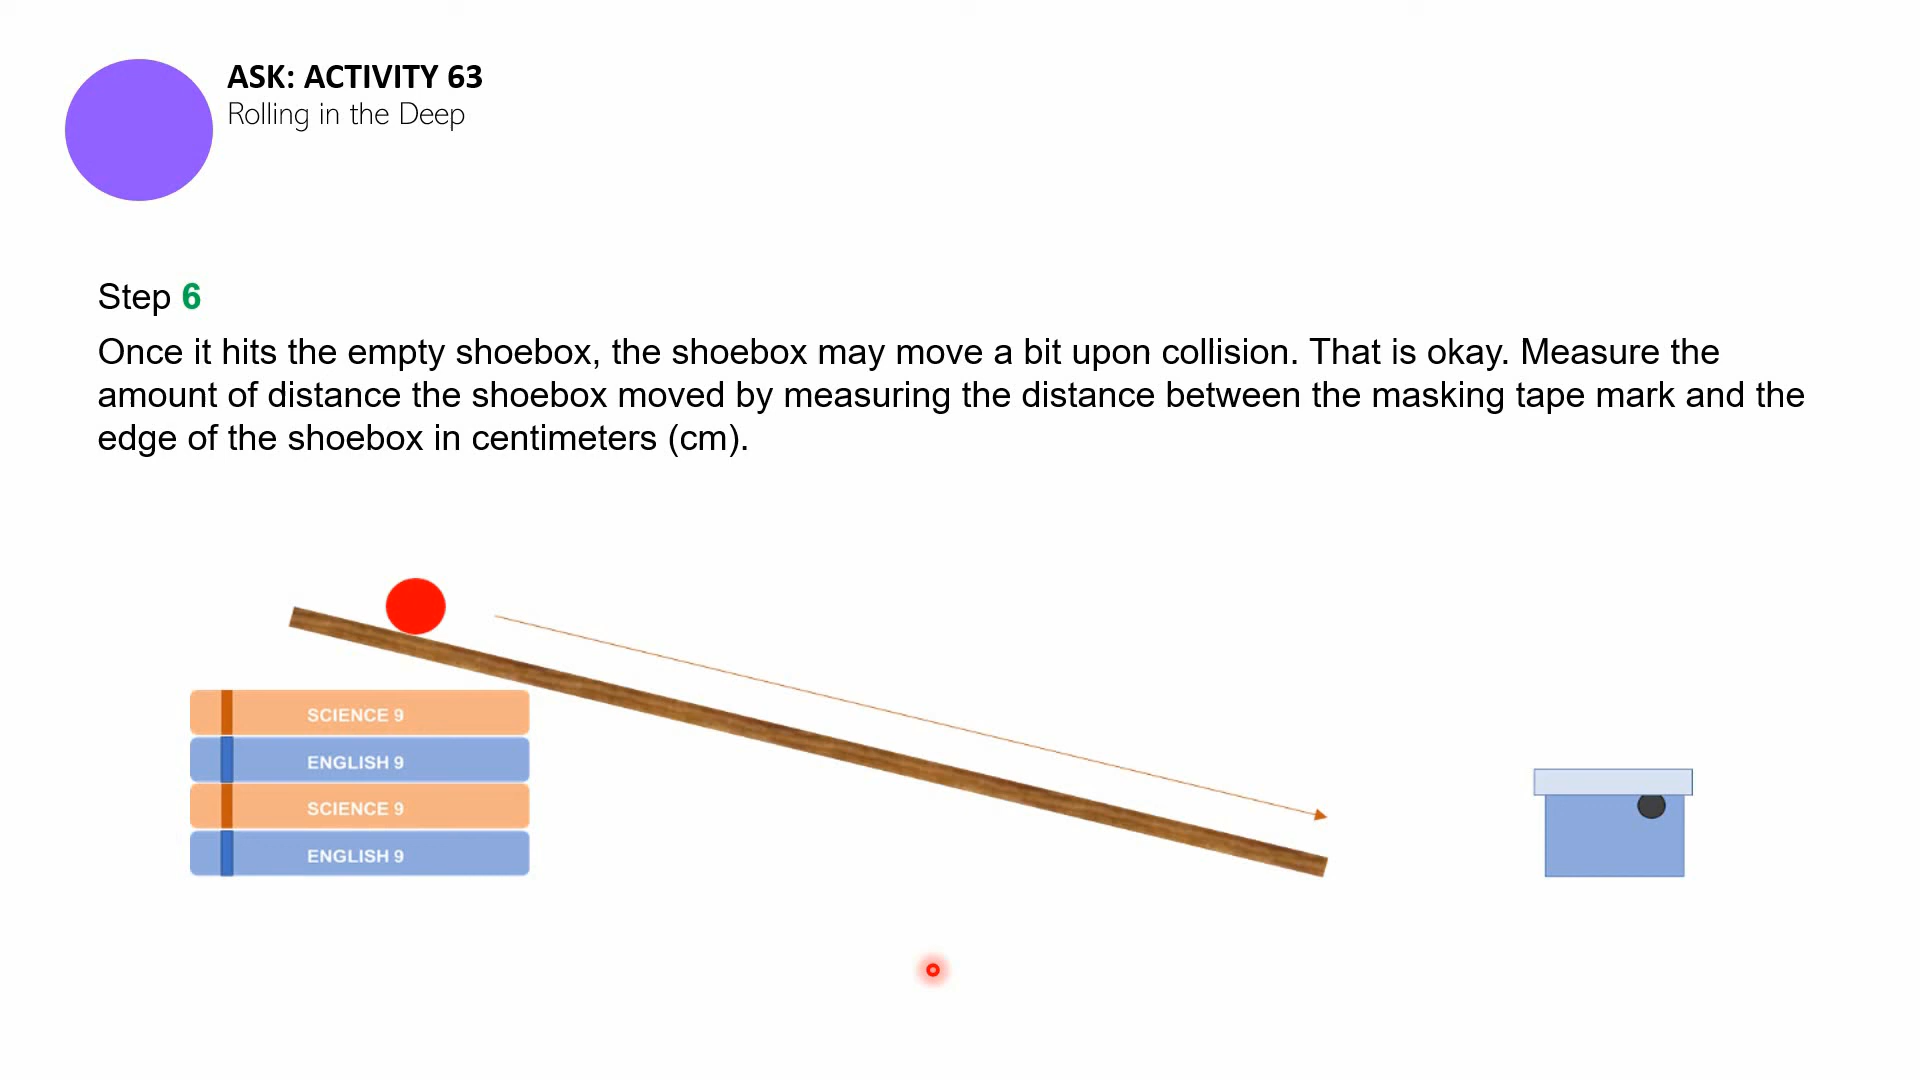 ASK: ACTIVITY 63
Rolling in the Deep
Step 6
Once it hits the empty shoebox, the shoebox may move a bit upon collision. That is okay. Measure the
amount of distance the shoebox moved by measuring the distance between the masking tape mark and the
edge of the shoebox in centimeters (cm).
SCIENCE 9
ENGLISH 9
SCIENCE 9
ENGLISH 9